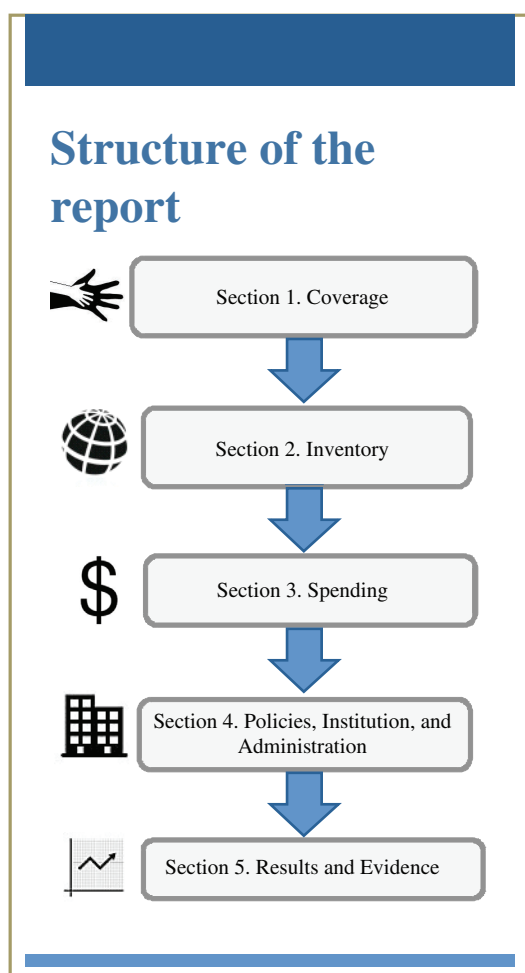 Structure of the
report
Section 1. Coverage
Section 2. Inventory
$
Section 3. Spending
Section 4. Policies, Institution, and
Administration
Section 5. Results and Evidence